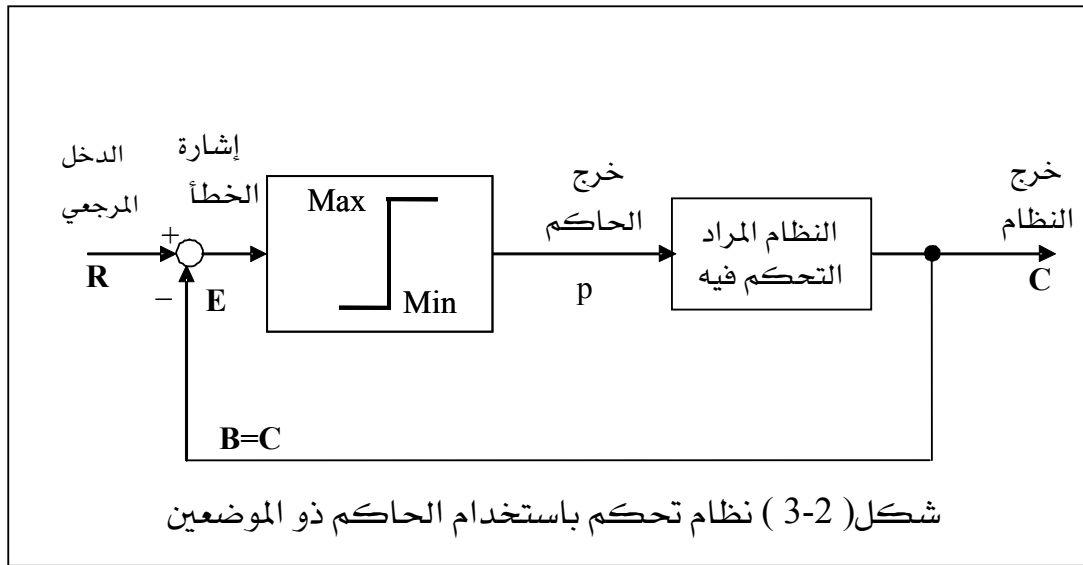 الدخل
المرجعي
إشارة
الخطأ
Max
Min
خرج
الحاكم
النظام المراد
التحكم فيه
خرج
النظام
+
R
−
E
p
C
B=C
شكل( 2-3 ) نظام تحكم باستخدام الحاكم ذو الموضعين